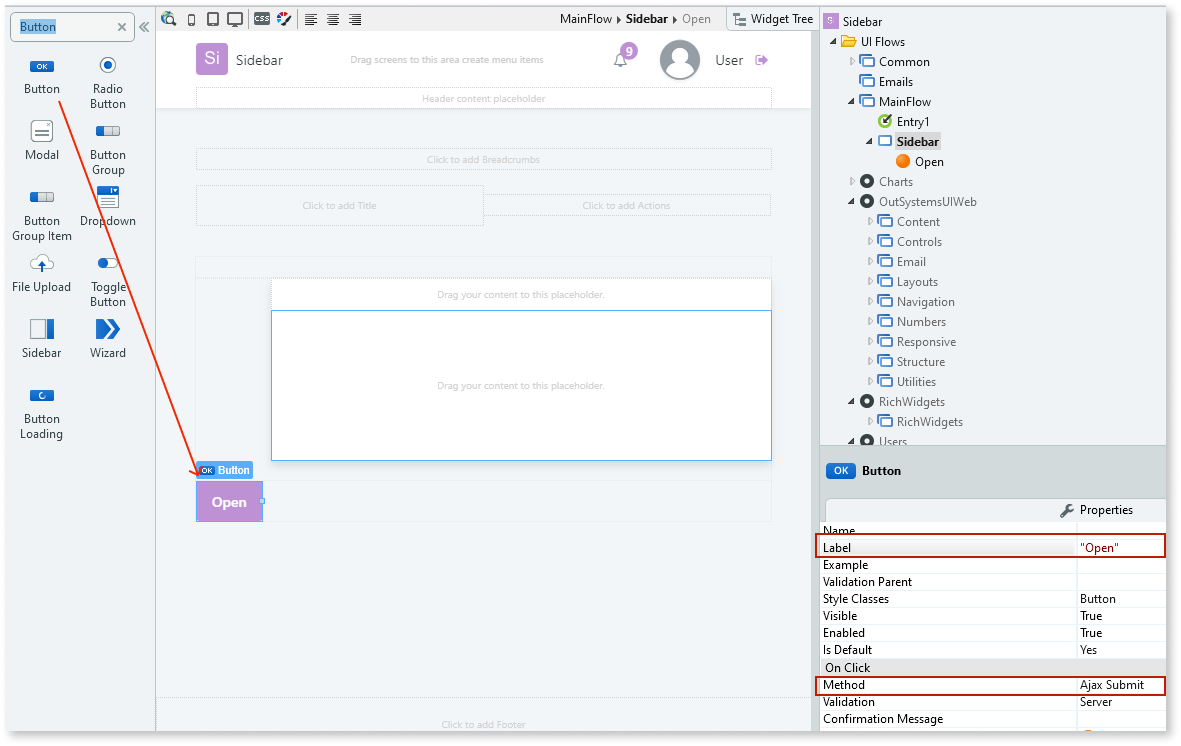 Button
OK
Button
Radio
Button
Modal
Button
Group
Button
Group Item
Dropdown
File Upload
Toggle
Button
Sidebar
Wizard
Button
Loading
CSS
MainFlow
Sidebar
Open
Widget Tree
Si
Sidebar
Drag screens to this area create menu items
9
User
Header content placeholder
Click to add Breadcrumbs
Click to add Title
Click to add Actions
Drag your content to this placeholder.
Drag your content to this placeholder.
OK Button
Open
Click to add Footer
S Sidebar
UI Flows
Common
Emails
MainFlow
Entry1
Sidebar
Open
Charts
OutSystemsUIWeb
Content
Controls
Email
Layouts
Navigation
Numbers
Responsive
Structure
Utilities
RichWidgets
RichWidgets
Users
OK Button
Properties
Name
Label "Open"
Example
Validation Parent
Style Classes Button
Visible True
Enabled True
Is Default Yes
On Click
Method Ajax Submit
Validation Server
Confirmation Message